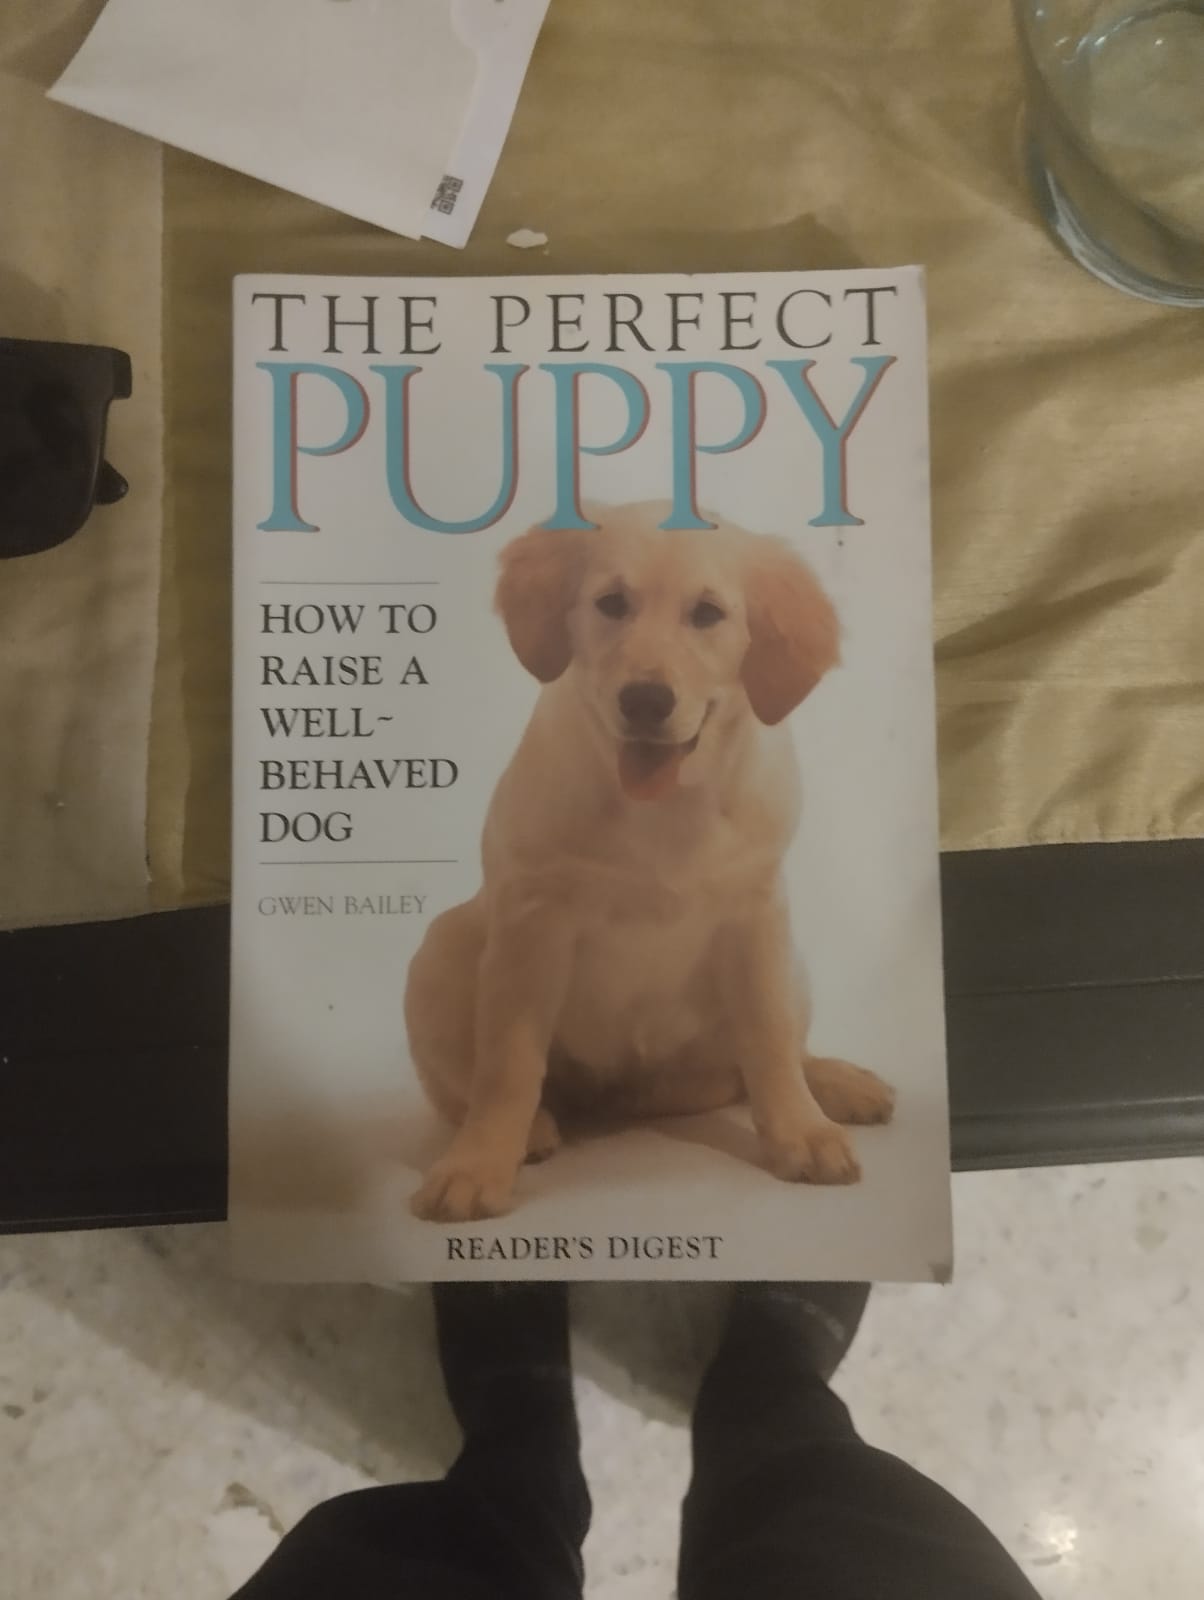 THE PERFECT
PUPPY
HOW TO
RAISE A
WELL~
BEHAVED
DOG
GWEN BAILEY
READER'S DIGEST